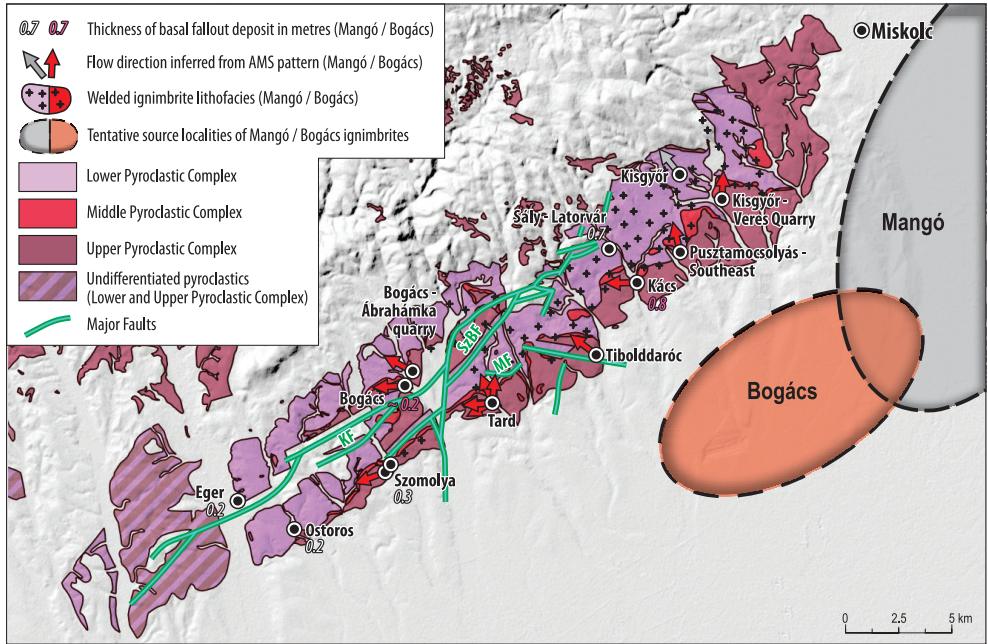 0.7 0.7 Thickness of basal fallout deposit in metres (Mangó / Bogács)
Flow direction inferred from AMS pattern (Mangó / Bogács)
Welded ignimbrite lithofacies (Mangó / Bogács)
Tentative source localities of Mangó / Bogács ignimbrites
Lower Pyroclastic Complex
Middle Pyroclastic Complex
Upper Pyroclastic Complex
Undifferentiated pyroclastics
(Lower and Upper Pyroclastic Complex)
Major Faults
Miskolc
Kisgyőr
Kisgyőr -
Veres Quarry
Sály - Latorvár
0.7
Mangó
Pusztamocsolyás -
Southeast
Kács
0.8
Bogács -
Ábrahámka
quarry
SzBF
MF
Tibolddaróc
Bogács
Bogács
~0.2
Tard
KF
Szomolya
0.3
Eger
0.2
Ostoros
0.2
0 2.5 5 km